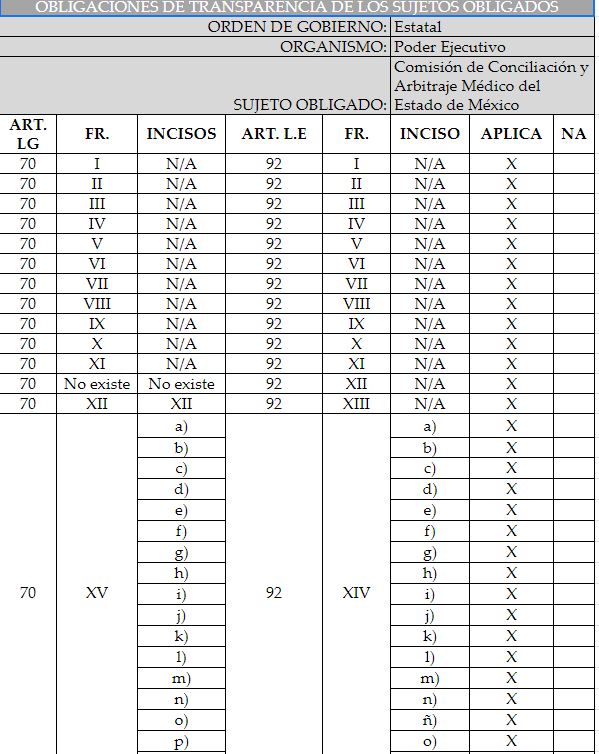 OBLIGACIONES DE TRANSPARENCIA DE LOS SUJETOS OBLIGADOS
ORDEN DE GOBIERNO: Estatal
ORGANISMO: Poder Ejecutivo
SUJETO OBLIGADO: Comisión de Conciliación y
Arbitraje Médico del
Estado de México
ART. LG FR. INCISOS ART. L.E FR. INCISO APLICA NA
70 I N/A 92 I N/A X
70 II N/A 92 II N/A X
70 III N/A 92 III N/A X
70 IV N/A 92 IV N/A X
70 V N/A 92 V N/A X
70 VI N/A 92 VI N/A X
70 VII N/A 92 VII N/A X
70 VIII N/A 92 VIII N/A X
70 IX N/A 92 IX N/A X
70 X N/A 92 X N/A X
70 XI N/A 92 XI N/A X
70 No existe No existe 92 XII N/A X
70 XII XII 92 XIII N/A X
a) a) X
b) b) X
c) c) X
d) d) X
e) e) X
f) f) X
g) g) X
h) h) X
70 XV i) 92 XIV i) X
j) j) X
k) k) X
l) l) X
m) m) X
n) n) X
o) ñ) X
p) o) X